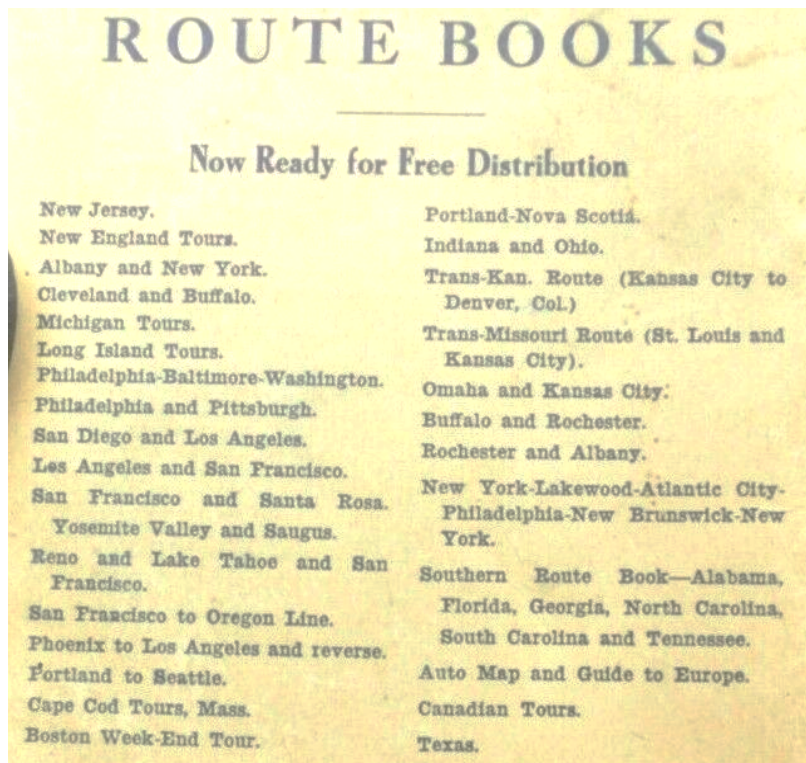 ROUTE BOOKS
Now Ready for Free Distribution
New Jersey.
New England Tours.
Albany and New York.
Cleveland and Buffalo.
Michigan Tours.
Long Island Tours.
Philadelphia-Baltimore-Washington.
Philadelphia and Pittsburgh.
San Diego and Los Angeles.
Los Angeles and San Francisco.
San Francisco and Santa Rosa.
Yosemite Valley and Saugus.
Reno and Lake Tahoe and San
Francisco.
San Francisco to Oregon Line.
Phoenix to Los Angeles and reverse.
Portland to Seattle.
Cape Cod Tours, Mass.
Boston Week-End Tour.
Portland-Nova Scotia.
Indiana and Ohio.
Trans-Kan. Route (Kansas City to
Denver, Col.)
Trans-Missouri Route (St. Louis and
Kansas City).
Omaha and Kansas City.
Buffalo and Rochester.
Rochester and Albany.
New York-Lakewood-Atlantic City-
Philadelphia-New Brunswick-New
York.
Southern Route Book—Alabama,
Florida, Georgia, North Carolina,
South Carolina and Tennessee.
Auto Map and Guide to Europe.
Canadian Tours.
Texas.